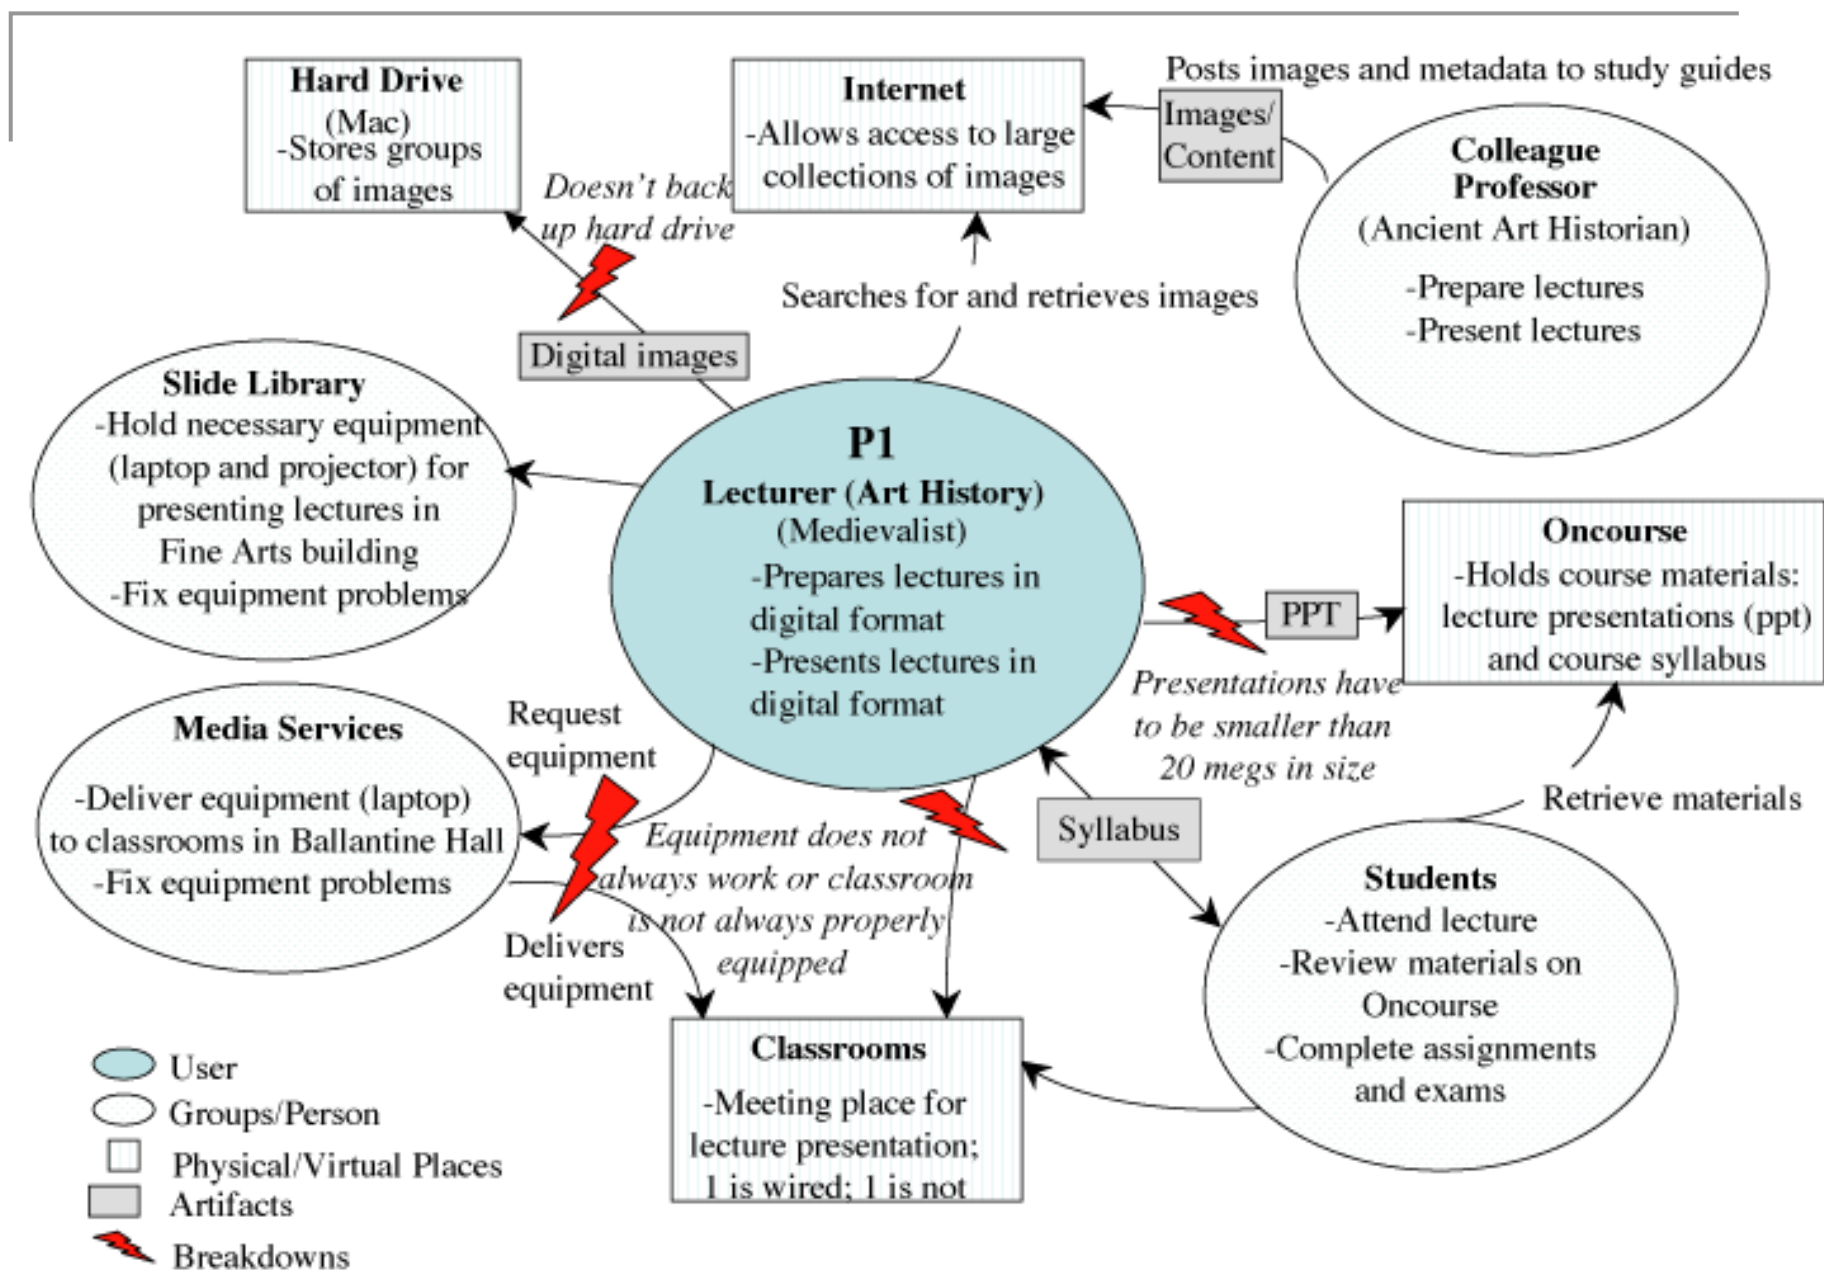 Hard Drive
(Mac)
-Stores groups
of images
Internet
-Allows access to large
collections of images
Posts images and metadata to study guides
Images/
Content
Colleague
Professor
(Ancient Art Historian)
-Prepare lectures
-Present lectures
Doesn't back
up hard drive
Searches for and retrieves images
Digital images
Slide Library
-Hold necessary equipment
(laptop and projector) for
presenting lectures in
Fine Arts building
-Fix equipment problems
P1
Lecturer (Art History)
(Medievalist)
-Prepares lectures in
digital format
-Presents lectures in
digital format
Oncourse
-Holds course materials:
lecture presentations (ppt)
and course syllabus
PPT
Presentations have
to be smaller than
20 megs in size
Media Services
-Deliver equipment (laptop)
to classrooms in Ballantine Hall
-Fix equipment problems
Request
equipment
Equipment does not
always work or classroom
is not always properly
equipped
Delivers
equipment
Syllabus
Retrieve materials
Students
-Attend lecture
-Review materials on
Oncourse
-Complete assignments
and exams
Classrooms
-Meeting place for
lecture presentation;
1 is wired; 1 is not
User
Groups/Person
Physical/Virtual Places
Artifacts
Breakdowns